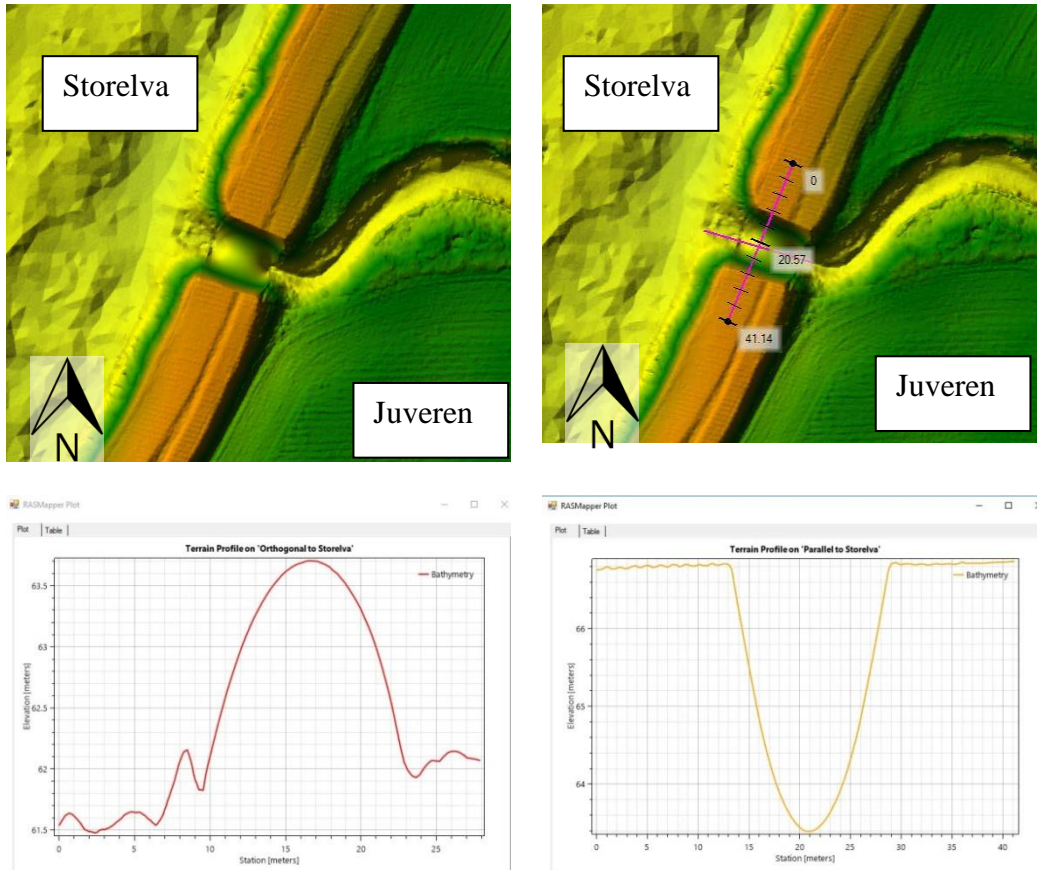 Storelva
Juveren
N
Storelva
0
20.57
41.14
Juveren
N
RASMapper Plot
Plot Table
Terrain Profile on 'Orthogonal to Storelva'
Bathymetry
Elevation [meters]
63.5
63
62.5
62
61.5
0 5 10 15 20 25
Station [meters]
RASMapper Plot
Plot Table
Terrain Profile on 'Parallel to Storelva'
Bathymetry
Elevation [meters]
66
65
64
0 5 10 15 20 25 30 35 40
Station [meters]